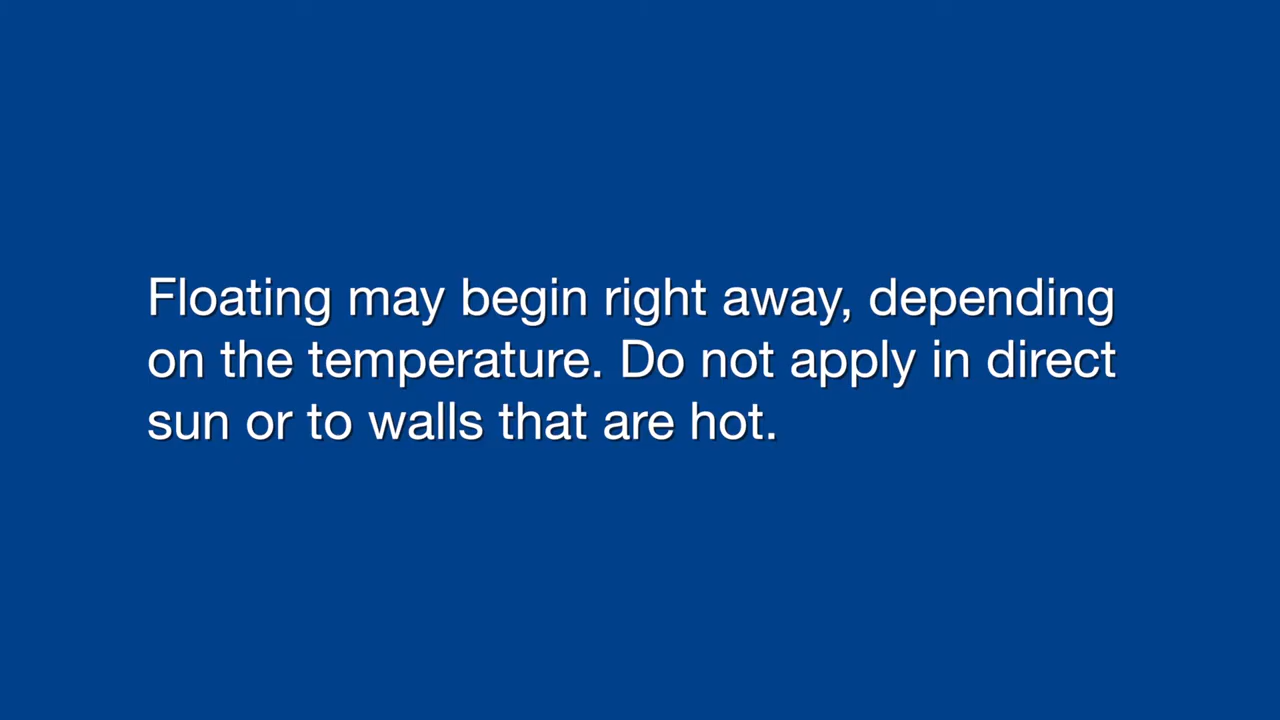 Floating may begin right away, depending
on the temperature. Do not apply in direct
sun or to walls that are hot.